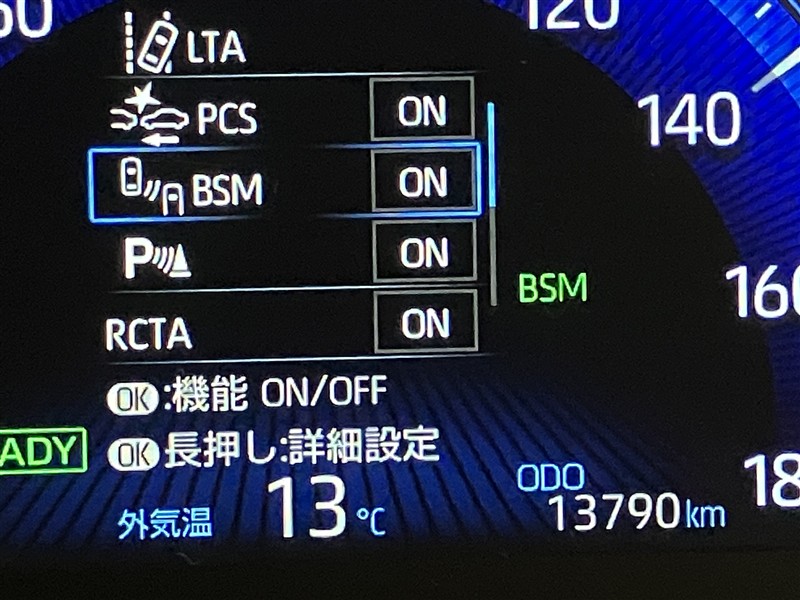 120
LTA
PCS ON
140
BSM ON
P ON
BSM
160
RCTA ON
OK:機能 ON/OFF
OK長押し:詳細設定
ODO
外気温 13℃
13790km